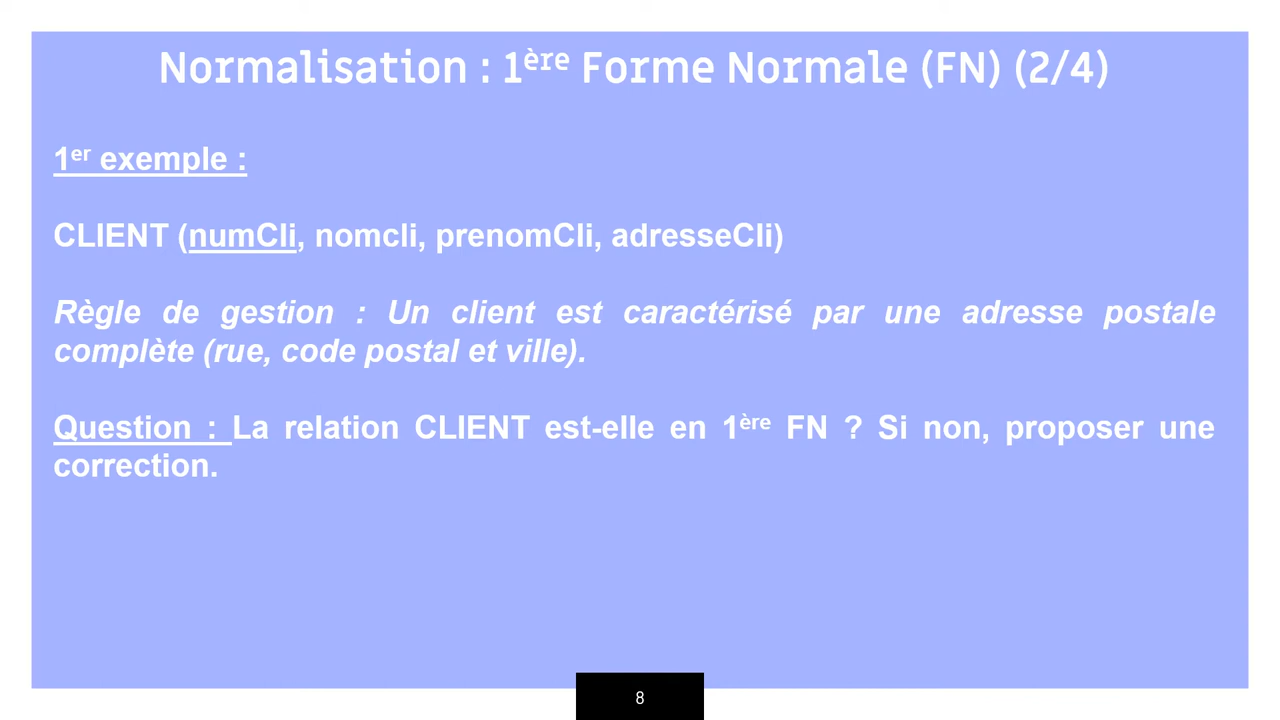 Normalisation : 1ère Forme Normale (FN) (2/4)
1er exemple :
CLIENT (numCli, nomcli, prenomCli, adresseCli)
Règle de gestion : Un client est caractérisé par une adresse postale
complète (rue, code postal et ville).
Question : La relation CLIENT est-elle en 1ère FN ? Si non, proposer une
correction.
8